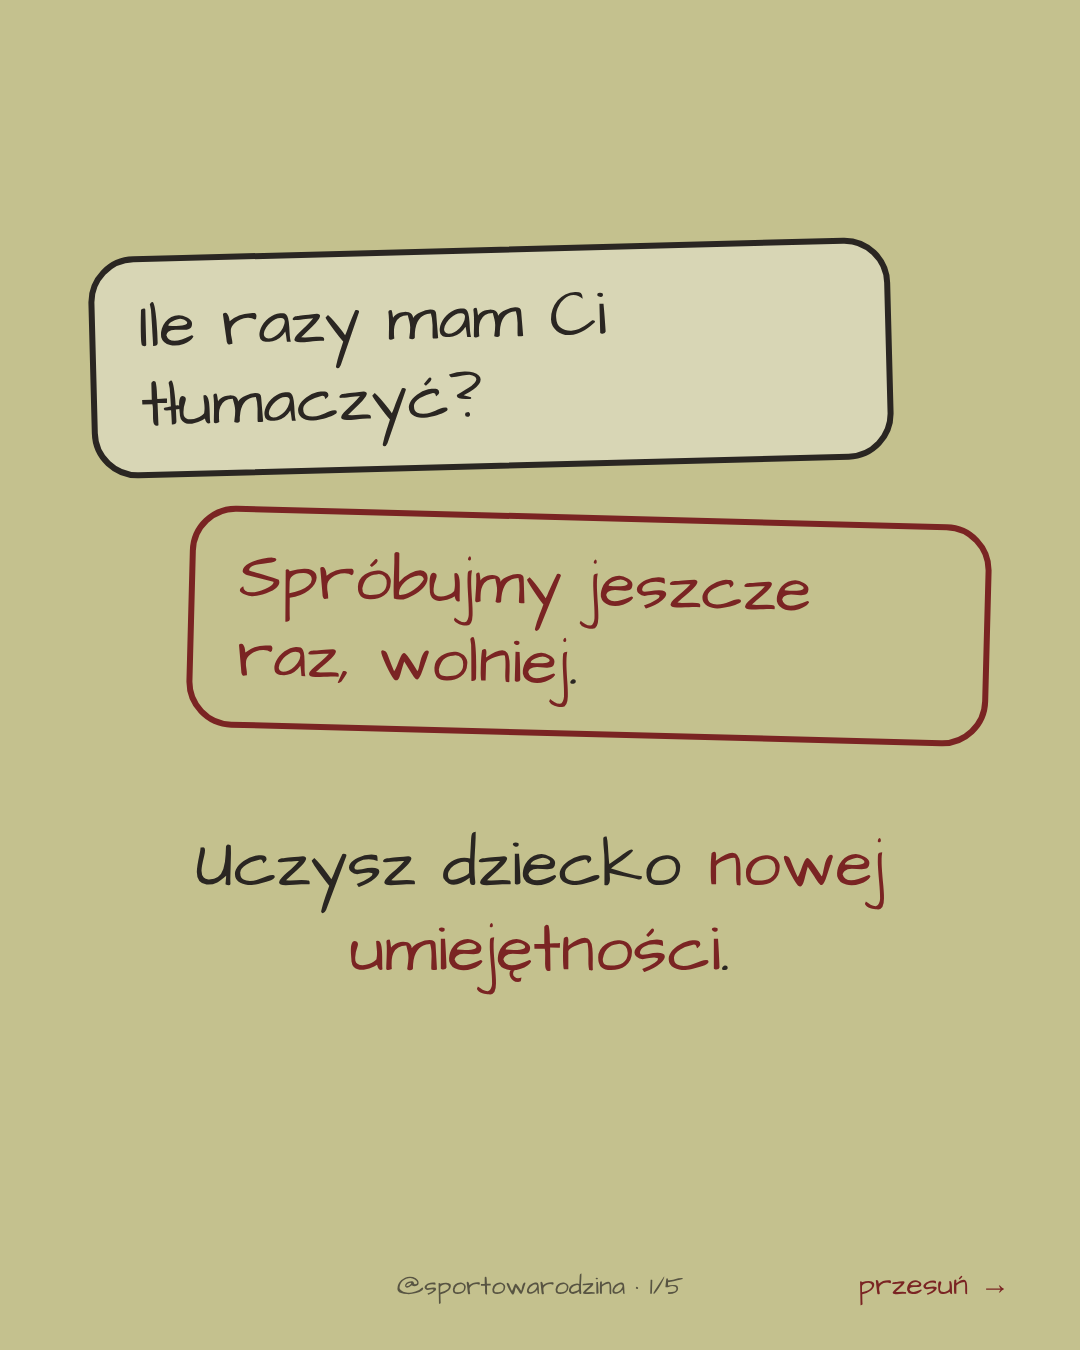 Ile razy mam Ci
tłumaczyć?
Spróbujmy jeszcze
raz, wolniej.
Uczysz dziecko nowej
umiejętności.
@sportowarodzina · 1/5
przesuń →